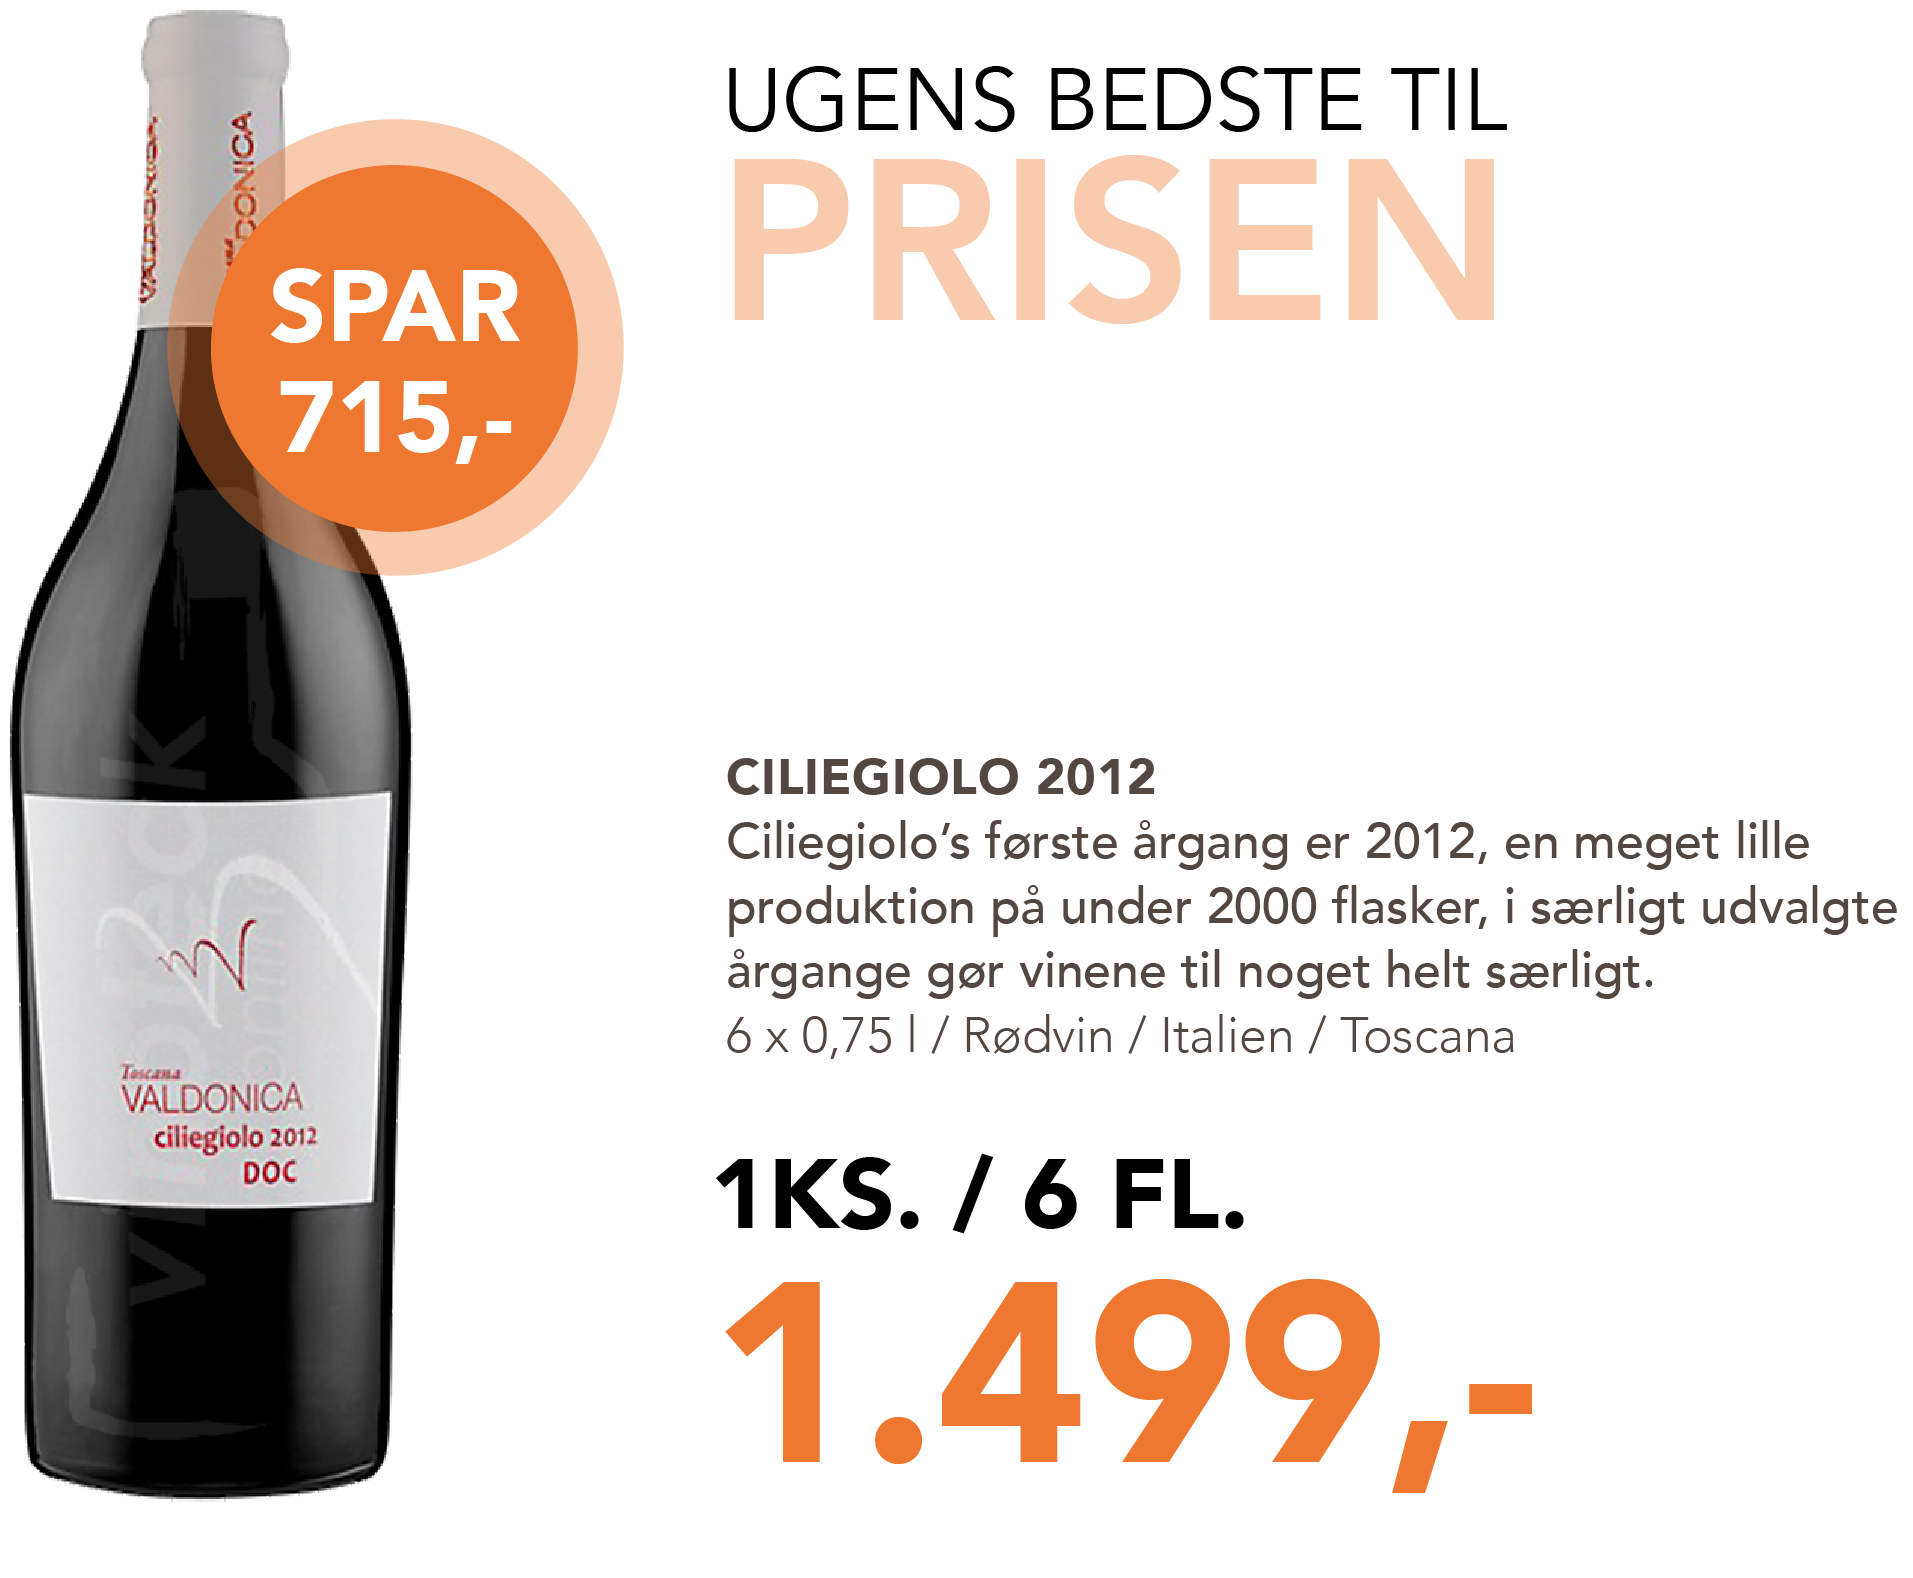 UGENS BEDSTE TIL
PRISEN
VALDONICA
SPAR
715,-
CILIEGIOLO 2012
Ciliegiolo’s første årgang er 2012, en meget lille
produktion på under 2000 flasker, i særligt udvalgte
årgange gør vinene til noget helt særligt.
6 x 0,75 l / Rødvin / Italien / Toscana
Toscana
VALDONICA
ciliegiolo 2012
DOC
1KS. / 6 FL.
1.499,-